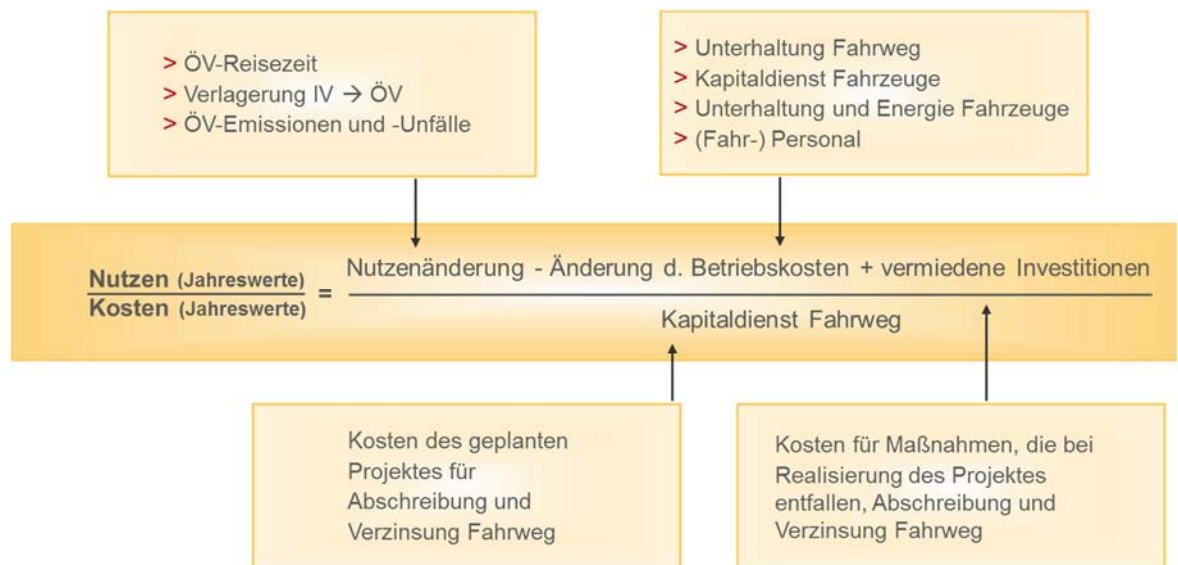 > ÖV-Reisezeit
> Verlagerung IV → ÖV
> ÖV-Emissionen und -Unfälle
> Unterhaltung Fahrweg
> Kapitaldienst Fahrzeuge
> Unterhaltung und Energie Fahrzeuge
> (Fahr-) Personal
Nutzen (Jahreswerte)
Kosten (Jahreswerte)
=
Nutzenänderung - Änderung d. Betriebskosten + vermiedene Investitionen
Kapitaldienst Fahrweg
Kosten des geplanten
Projektes für
Abschreibung und
Verzinsung Fahrweg
Kosten für Maßnahmen, die bei
Realisierung des Projektes
entfallen, Abschreibung und
Verzinsung Fahrweg